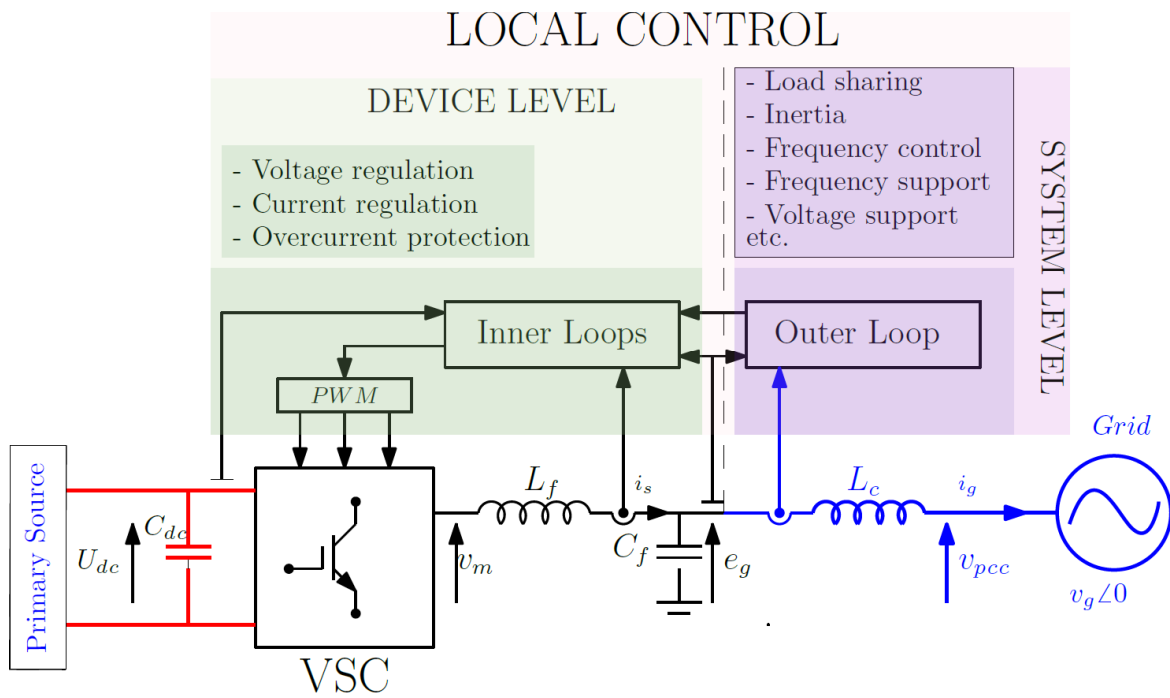 LOCAL CONTROL
DEVICE LEVEL
- Voltage regulation
- Current regulation
- Overcurrent protection
- Load sharing
- Inertia
- Frequency control
- Frequency support
- Voltage support
etc.
SYSTEM LEVEL
Inner Loops
Outer Loop
PWM
Primary Source
U_dc
C_dc
VSC
v_m
L_f
i_s
C_f
e_g
L_c
i_g
v_pcc
Grid
v_g∠0